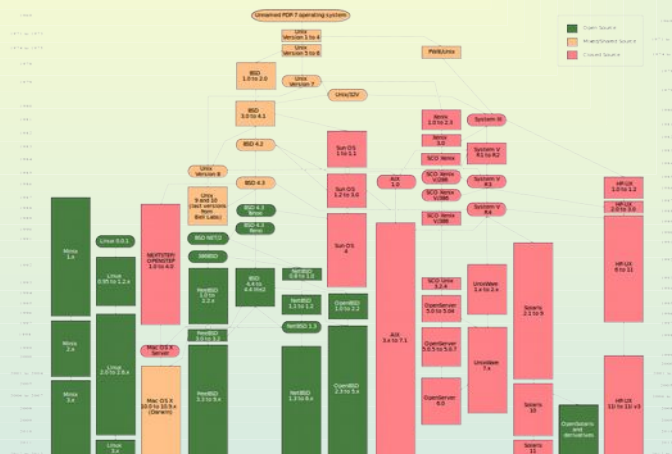 Unnamed PDP-7 operating system
Unix
Version 1 to 4
Unix
Version 5 to 6
Unix
Version 7
PWB/Unix
Open Source
Mixed/Shared Source
Closed Source
BSD
1.0 to 2.0
Unix/32V
BSD
3.0 to 4.1
Xenix
1.0 to 2.3
System III
Xenix
3.0
BSD 4.2
Sun OS
1 to 1.1
SCO Xenix
System V
R1 to R2
Unix
Version 8
BSD 4.3
Sun OS
1.2 to 3.0
AIX
1.0
SCO Xenix
V/286
System V
R3
HP-UX
1.0 to 1.2
Unix
9 and 10
(last versions
from
Bell Labs)
BSD 4.3
Tahoe
BSD 4.3
Reno
SCO Xenix
V/386
SCO Xenix
V/386
System V
R4
HP-UX
2.0 to 3.0
Minix
1.x
Linux 0.0.1
NEXTSTEP/
OPENSTEP
1.0 to 4.0
BSD NET/2
Sun OS
4
HP-UX
6 to 11
386BSD
Linux
0.95 to 1.2.x
FreeBSD
1.0 to
2.2.x
BSD
4.4 to
4.4 lite2
NetBSD
0.8 to 1.0
NetBSD
1.1 to 1.2
OpenBSD
1.0 to 2.2
SCO Unix
3.2.4
OpenServer
5.0 to 5.04
UnixWare
1.x to 2.x
Solaris
2.1 to 9
NetBSD 1.3
FreeBSD
3.0 to 3.2
Minix
2.x
Mac OS X
Server
AIX
3.x to 7.1
OpenServer
5.0.5 to 5.0.7
UnixWare
7.x
Linux
2.0 to 2.6.x
Minix
3.x
Mac OS X
10.0 to 10.9.x
(Darwin)
FreeBSD
3.3 to 9.x
NetBSD
1.3 to 6.x
OpenBSD
2.3 to 5.x
OpenServer
6.0
Solaris
10
HP-UX
11i to 11i v3
OpenSolaris
and
derivatives
Linux
3.x
Solaris
11